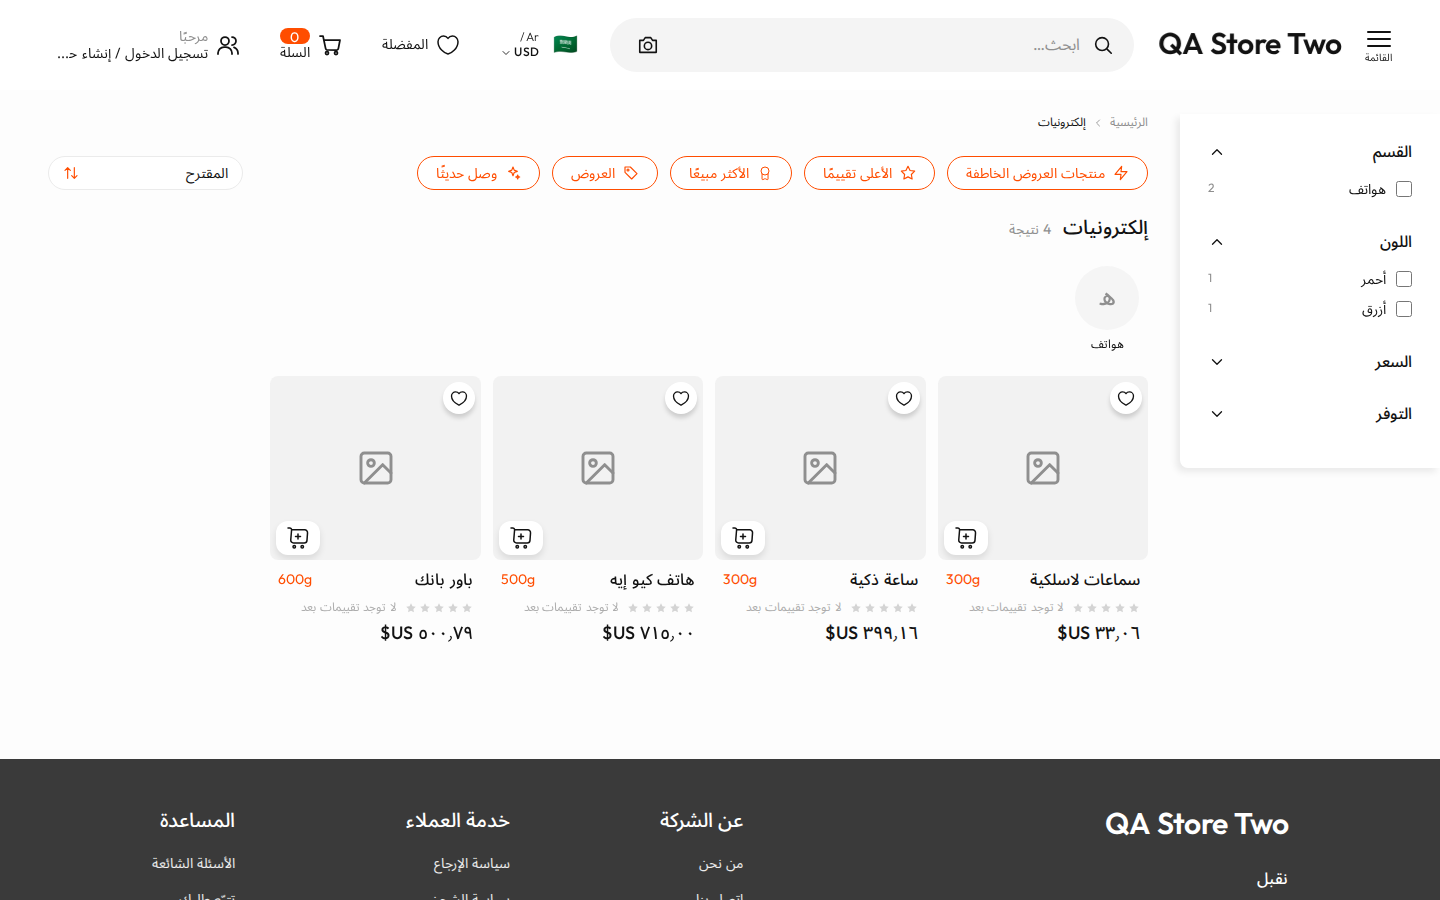 القائمة
QA Store Two
ابحث...
/ Ar
USD
المفضلة
0
السلة
مرحبًا
تسجيل الدخول / إنشاء حـ...
الرئيسية
إلكترونيات
القسم
هواتف
2
اللون
أحمر
1
أزرق
1
السعر
التوفر
منتجات العروض الخاطفة
الأعلى تقييمًا
الأكثر مبيعًا
العروض
وصل حديثًا
المقترح
إلكترونيات
4 نتيجة
هـ
هواتف
سماعات لاسلكية
300g
لا توجد تقييمات بعد
٣٣٫٠٦ US$
ساعة ذكية
300g
لا توجد تقييمات بعد
٣٩٩٫١٦ US$
هاتف كيو إيه
500g
لا توجد تقييمات بعد
٧١٥٫٠٠ US$
باور بانك
600g
لا توجد تقييمات بعد
٥٠٠٫٧٩ US$
QA Store Two
نقبل
عن الشركة
من نحن
خدمة العملاء
سياسة الإرجاع
المساعدة
الأسئلة الشائعة